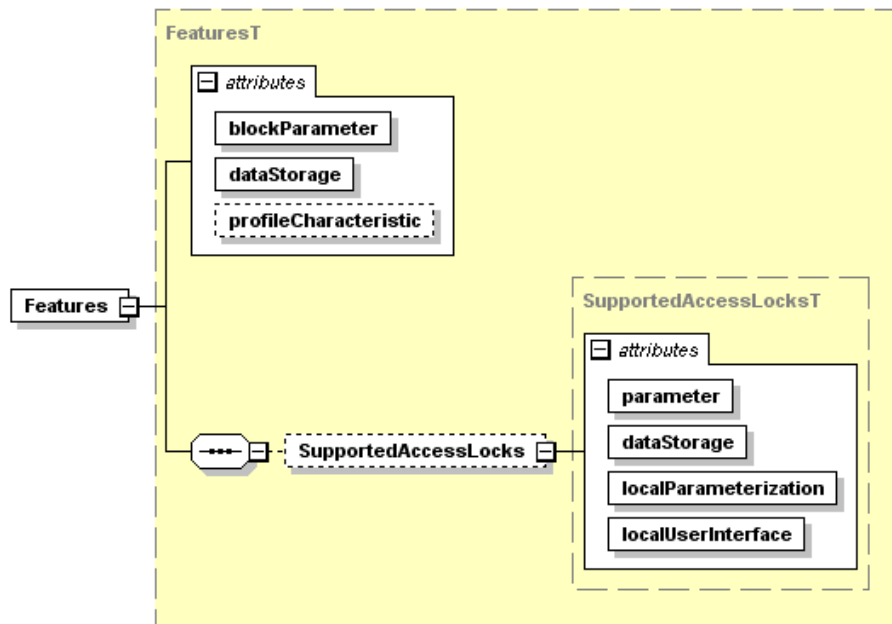 FeaturesT
attributes
blockParameter
dataStorage
profileCharacteristic
Features
SupportedAccessLocksT
attributes
parameter
dataStorage
localParameterization
localUserInterface
SupportedAccessLocks